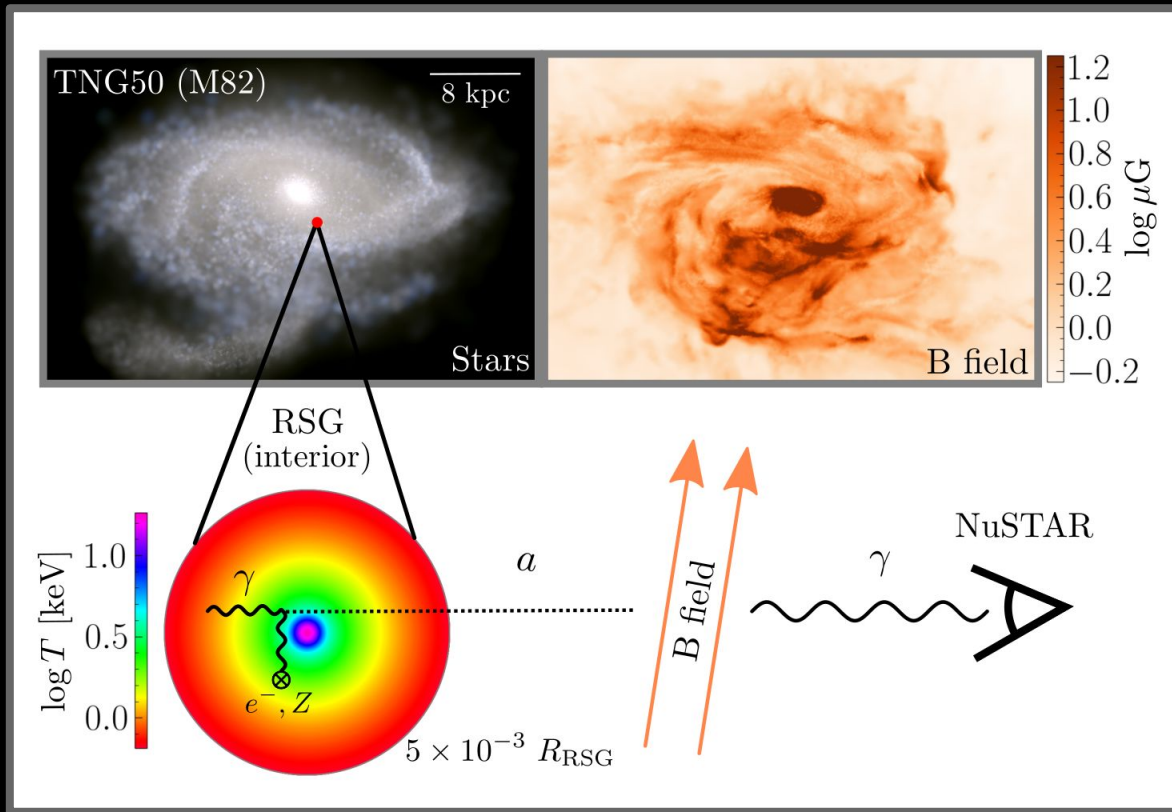 TNG50 (M82)
8 kpc
Stars
B field
1.2
1.0
0.8
0.6
0.4
0.2
0.0
−0.2
log μG
RSG
(interior)
log T [keV]
1.0
0.5
0.0
γ
e⁻, Z
5 × 10⁻³ R_RSG
a
B field
γ
NuSTAR